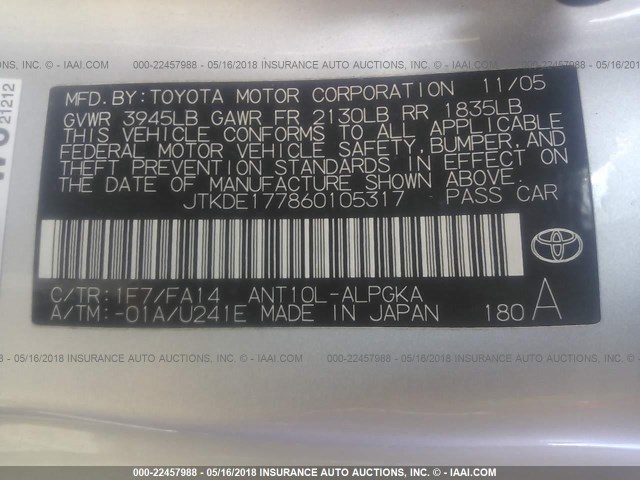 000-22457988 - 05/16/2018 INSURANCE AUTO AUCTIONS, INC. - IAAI.COM
MFD.BY:TOYOTA MOTOR CORPORATION 11/05
GVWR 3945LB GAWR FR 2130LB RR 1835LB
THIS VEHICLE CONFORMS TO ALL APPLICABLE
FEDERAL MOTOR VEHICLE SAFETY, BUMPER, AND
THEFT PREVENTION STANDARDS IN EFFECT ON
THE DATE OF MANUFACTURE SHOWN ABOVE.
JTKDE177860105317 PASS CAR
C/TR:1F7/FA14 ANT10L-ALPGKA
A/TM:-01A/U241E MADE IN JAPAN 180 A
21212
000-22457988 - 05/16/2018 INSURANCE AUTO AUCTIONS, INC. - IAAI.COM
000-22457988 - 05/16/2018 INSURANCE AUTO AUCTIONS, INC. - IAAI.COM